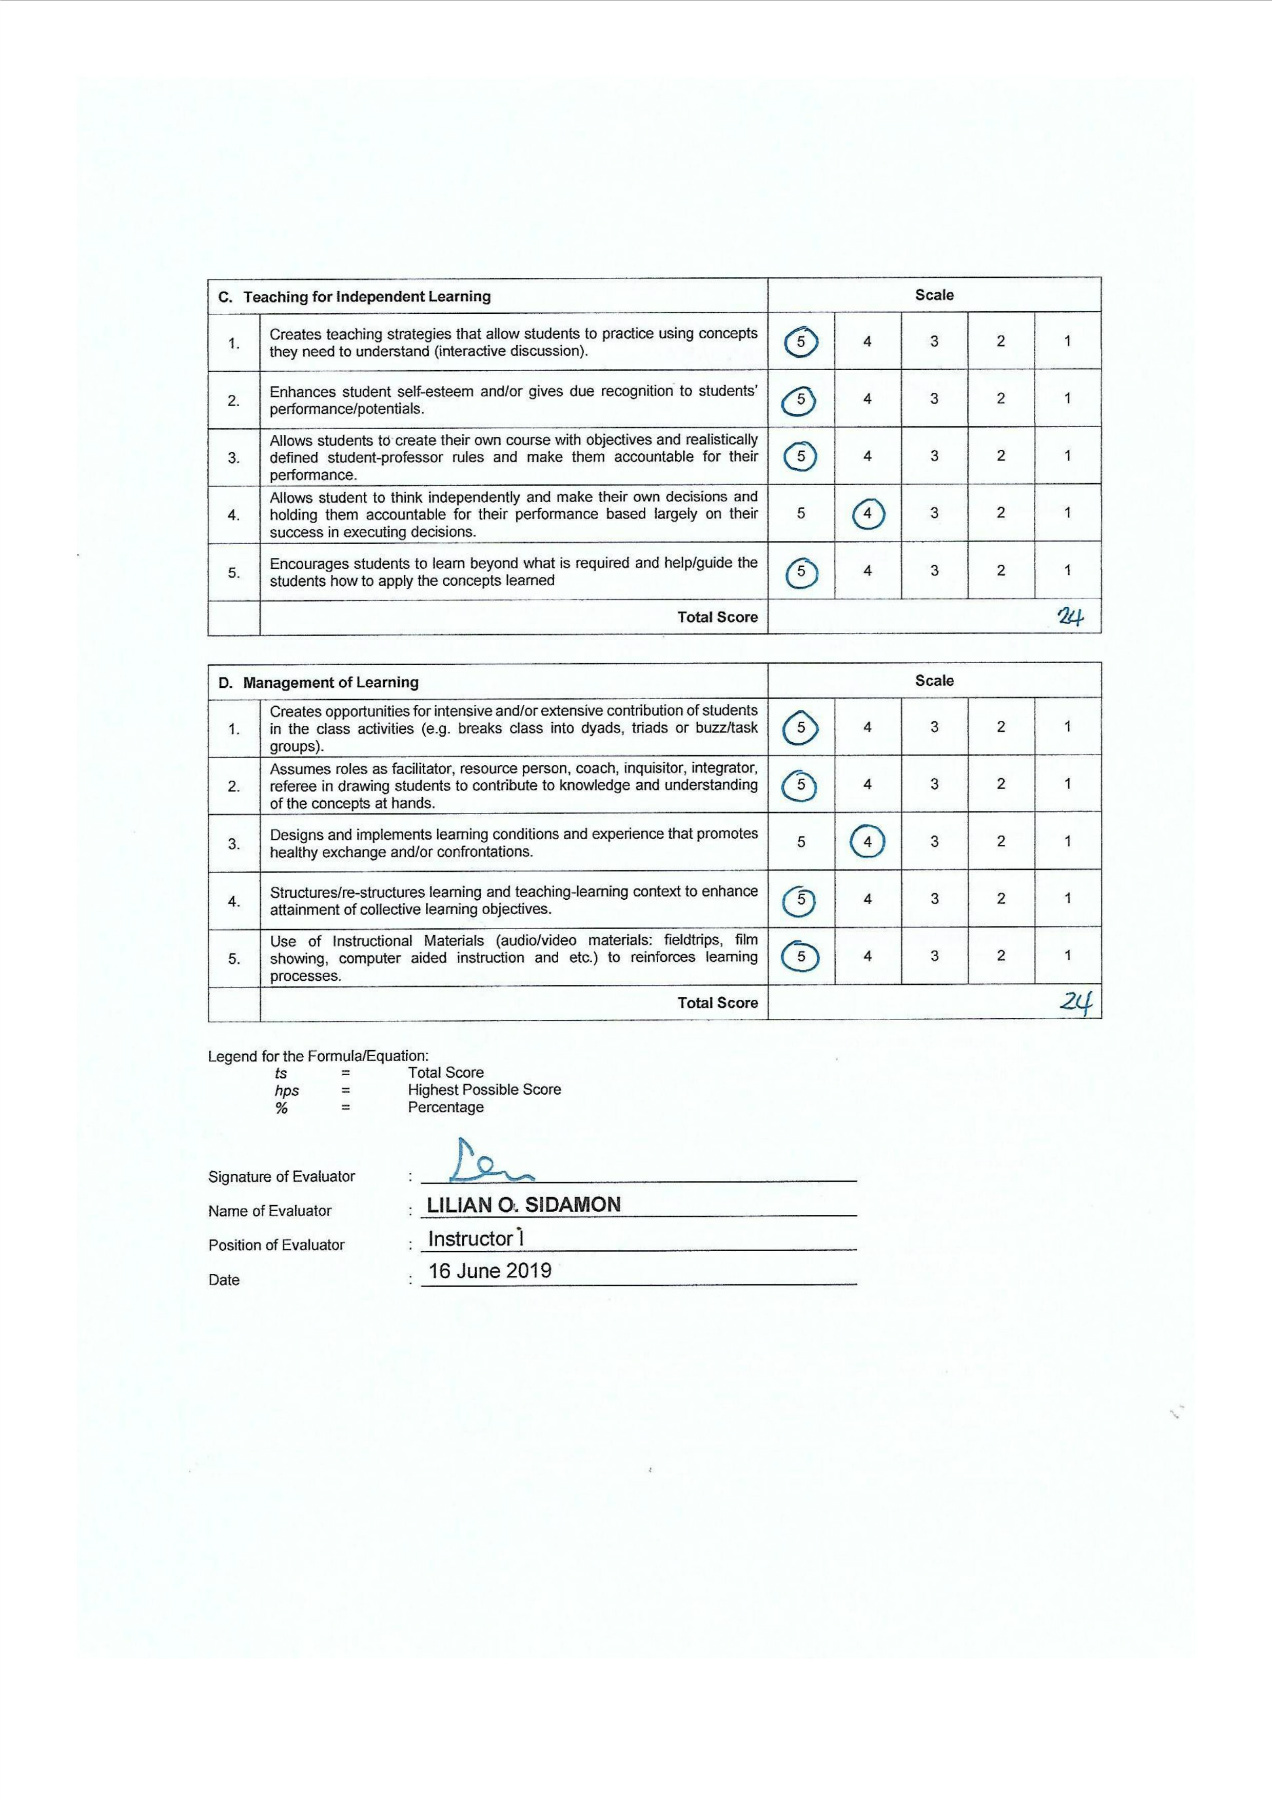 C. Teaching for Independent Learning Scale
1. Creates teaching strategies that allow students to practice using concepts
they need to understand (interactive discussion). 5 4 3 2 1
2. Enhances student self-esteem and/or gives due recognition to students'
performance/potentials. 5 4 3 2 1
3. Allows students to create their own course with objectives and realistically
defined student-professor rules and make them accountable for their
performance. 5 4 3 2 1
4. Allows student to think independently and make their own decisions and
holding them accountable for their performance based largely on their
success in executing decisions. 5 4 3 2 1
5. Encourages students to learn beyond what is required and help/guide the
students how to apply the concepts learned 5 4 3 2 1
Total Score 24
D. Management of Learning Scale
1. Creates opportunities for intensive and/or extensive contribution of students
in the class activities (e.g. breaks class into dyads, triads or buzz/task
groups). 5 4 3 2 1
2. Assumes roles as facilitator, resource person, coach, inquisitor, integrator,
referee in drawing students to contribute to knowledge and understanding
of the concepts at hands. 5 4 3 2 1
3. Designs and implements learning conditions and experience that promotes
healthy exchange and/or confrontations. 5 4 3 2 1
4. Structures/re-structures learning and teaching-learning context to enhance
attainment of collective learning objectives. 5 4 3 2 1
5. Use of Instructional Materials (audio/video materials: fieldtrips, film
showing, computer aided instruction and etc.) to reinforces learning
processes. 5 4 3 2 1
Total Score 24
Legend for the Formula/Equation:
ts = Total Score
hps = Highest Possible Score
% = Percentage
Signature of Evaluator :
Name of Evaluator : LILIAN O. SIDAMON
Position of Evaluator : Instructor I
Date : 16 June 2019